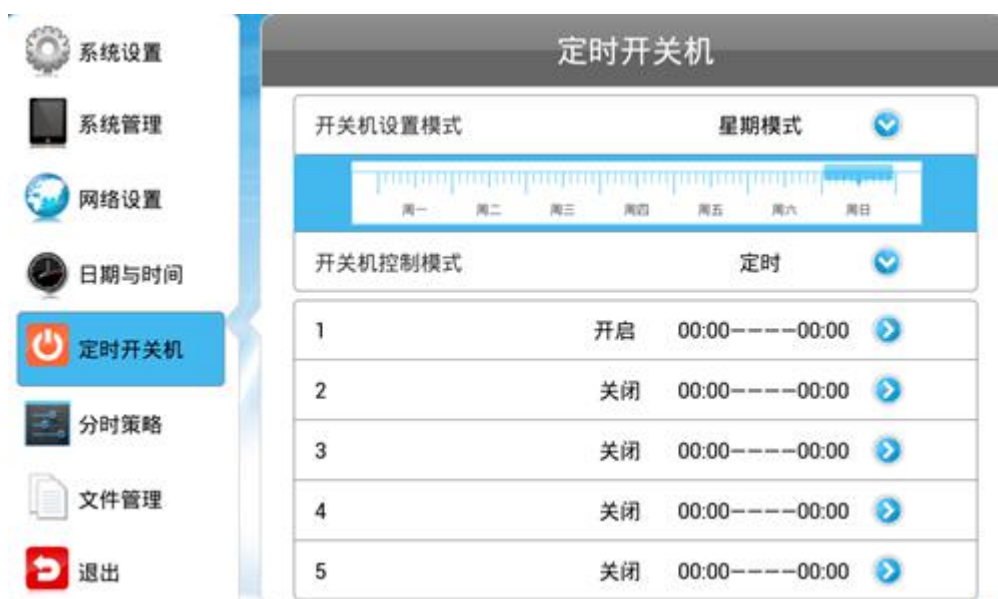 系统设置
系统管理
网络设置
日期与时间
定时开关机
分时策略
文件管理
退出
定时开关机
开关机设置模式 星期模式
周一 周二 周三 周四 周五 周六 周日
开关机控制模式 定时
1 开启 00:00----00:00
2 关闭 00:00----00:00
3 关闭 00:00----00:00
4 关闭 00:00----00:00
5 关闭 00:00----00:00